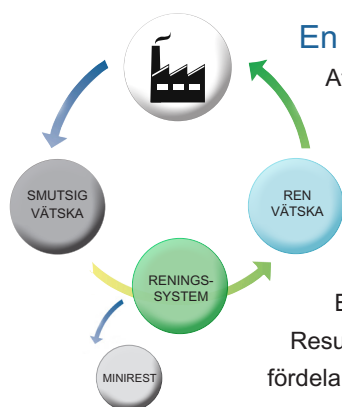 En
SMUTSIG
VÄTSKA
REN
VÄTSKA
RENINGS-
SYSTEM
Resu
fördela
MINIREST